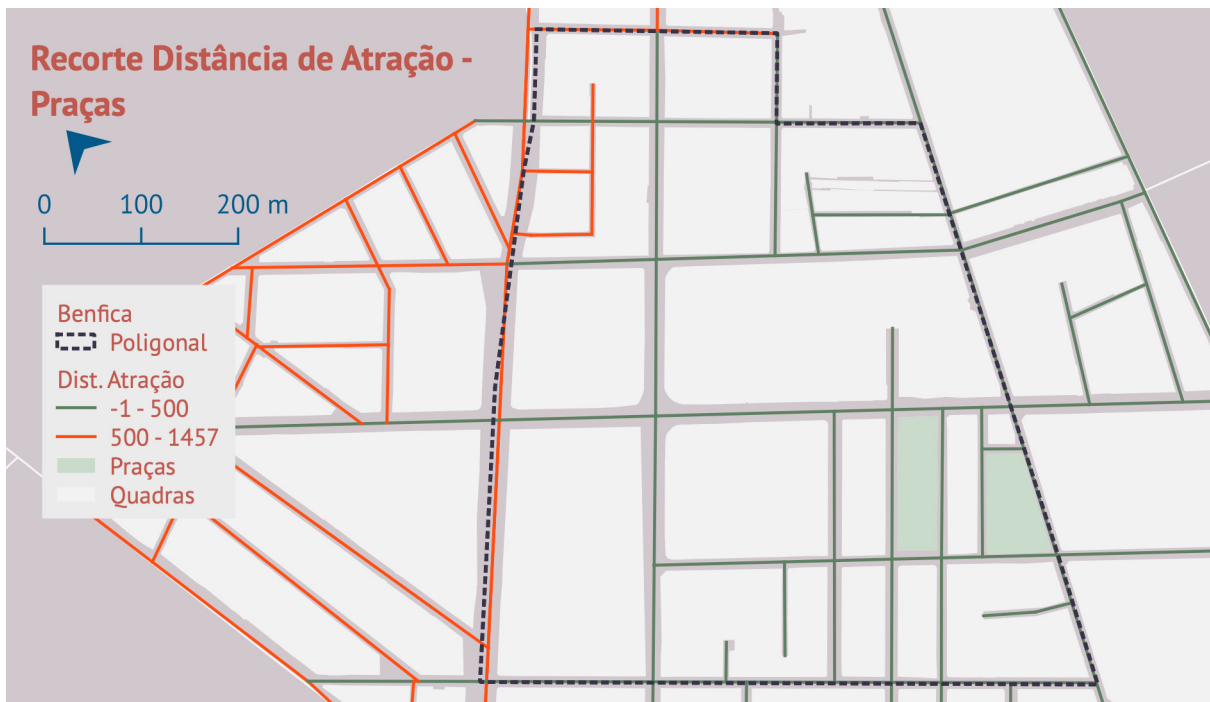 Recorte Distância de Atração -
Praças
0 100 200 m
Benfica
Poligonal
Dist. Atração
-1 - 500
500 - 1457
Praças
Quadras